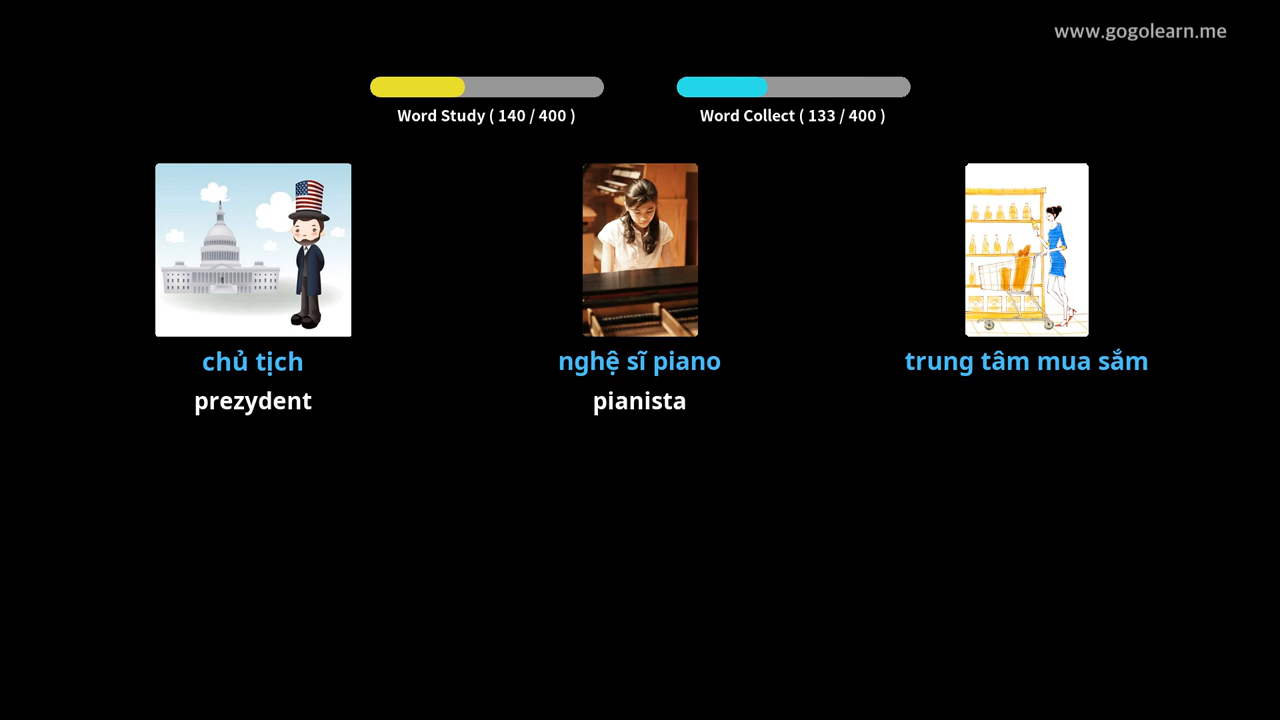 www.gogolearn.me
Word Study ( 140 / 400 )
Word Collect ( 133 / 400 )
chủ tịch
prezydent
nghệ sĩ piano
pianista
trung tâm mua sắm